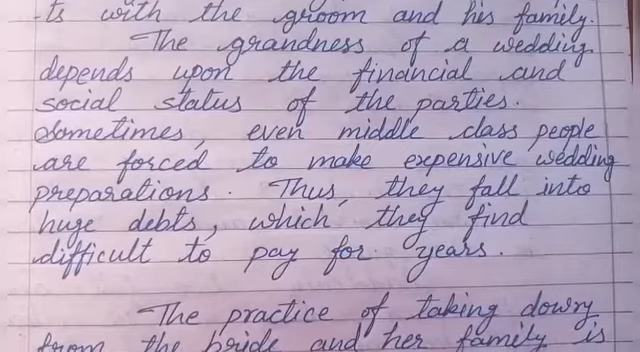 ts with the groom and his family.
The grandness of a wedding
depends upon the financial and
social status of the parties.
Sometimes, even middle class people
are forced to make expensive wedding
preparations. Thus, they fall into
huge debts, which they find
difficult to pay for years.
The practice of taking dowry
from the bride and her family is